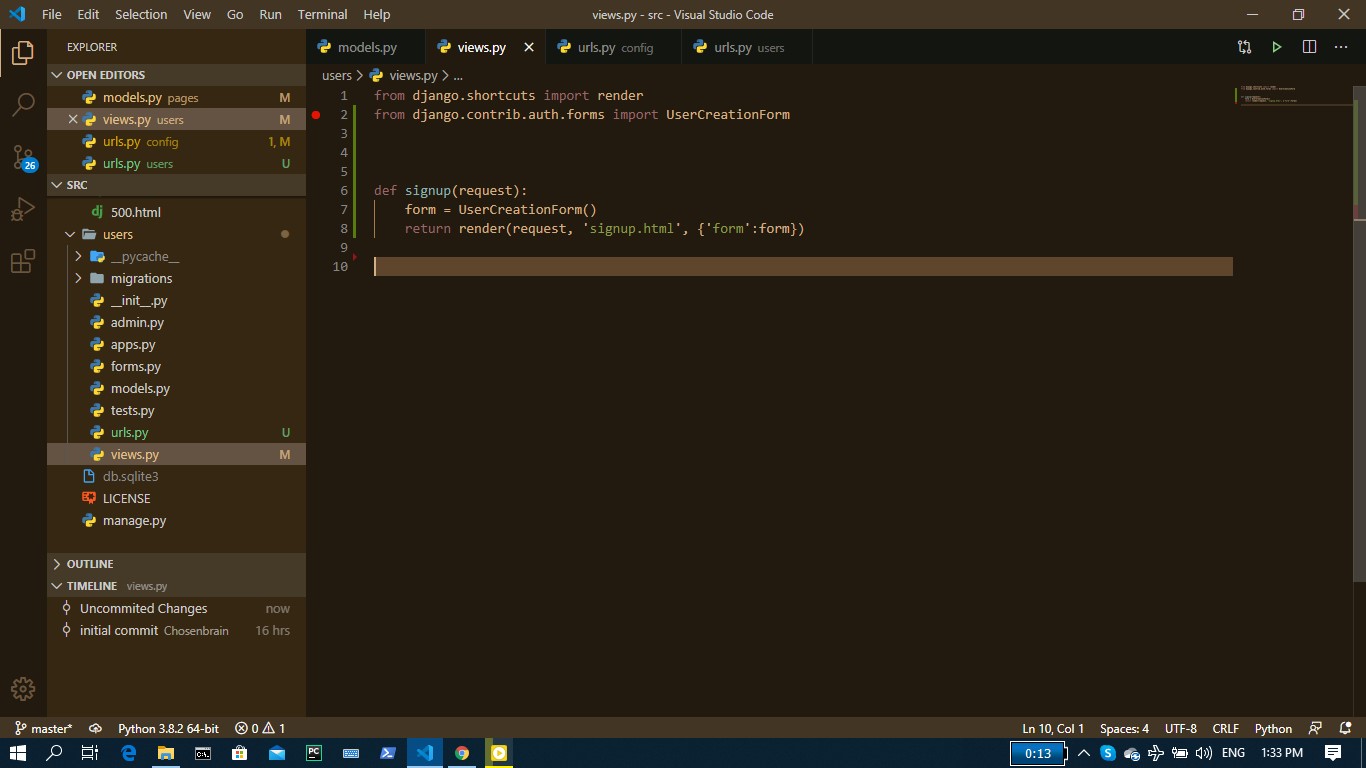 File Edit Selection View Go Run Terminal Help
views.py - src - Visual Studio Code
EXPLORER
OPEN EDITORS
models.py pages M
views.py users M
urls.py config 1, M
urls.py users U
SRC
500.html
users
__pycache__
migrations
__init__.py
admin.py
apps.py
forms.py
models.py
tests.py
urls.py U
views.py M
db.sqlite3
LICENSE
manage.py
OUTLINE
TIMELINE views.py
Uncommited Changes now
initial commit Chosenbrain 16 hrs
26
models.py
views.py
urls.py config
urls.py users
users > views.py > ...
1 from django.shortcuts import render
2 from django.contrib.auth.forms import UserCreationForm
3
4
5
6 def signup(request):
7 form = UserCreationForm()
8 return render(request, 'signup.html', {'form':form})
9
10
master* Python 3.8.2 64-bit 0 1
Ln 10, Col 1 Spaces: 4 UTF-8 CRLF Python
0:13 ENG 1:33 PM